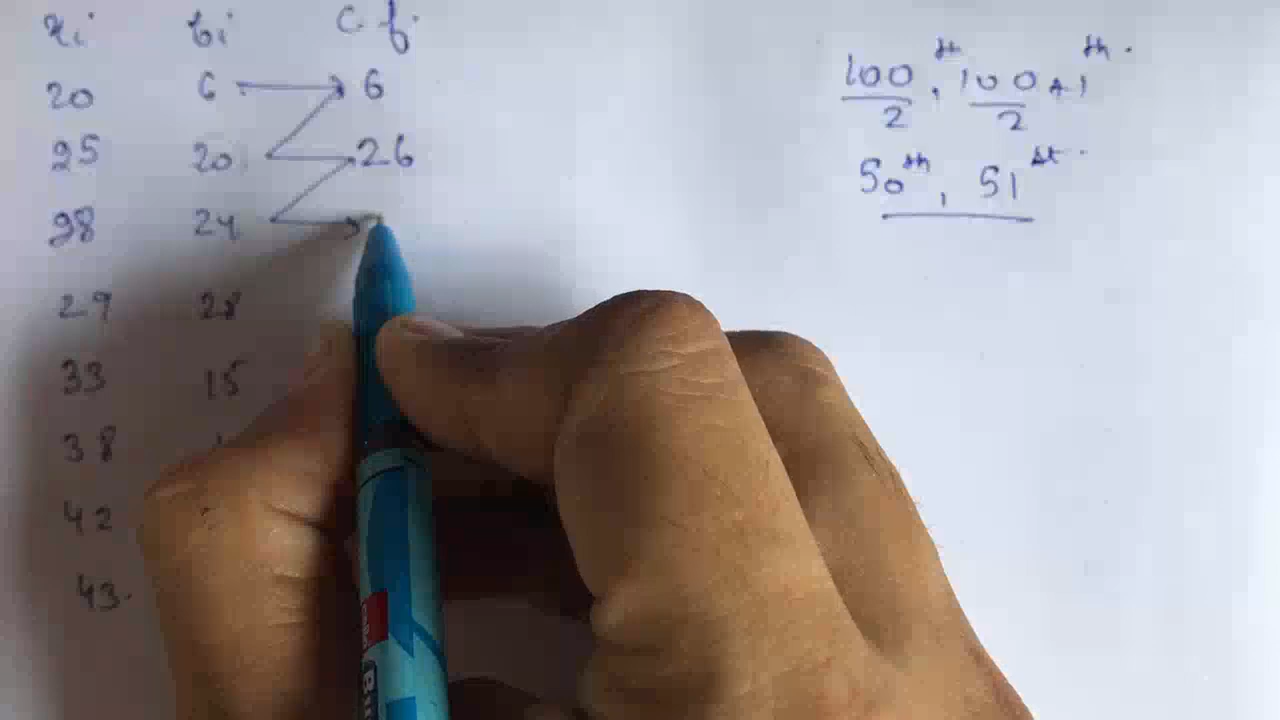 xi fi c.f.
20 6 6
25 20 26
28 24
29 28
33 15
38
42
43.
100/2 th, 100/2 +1 th.
50th, 51st.